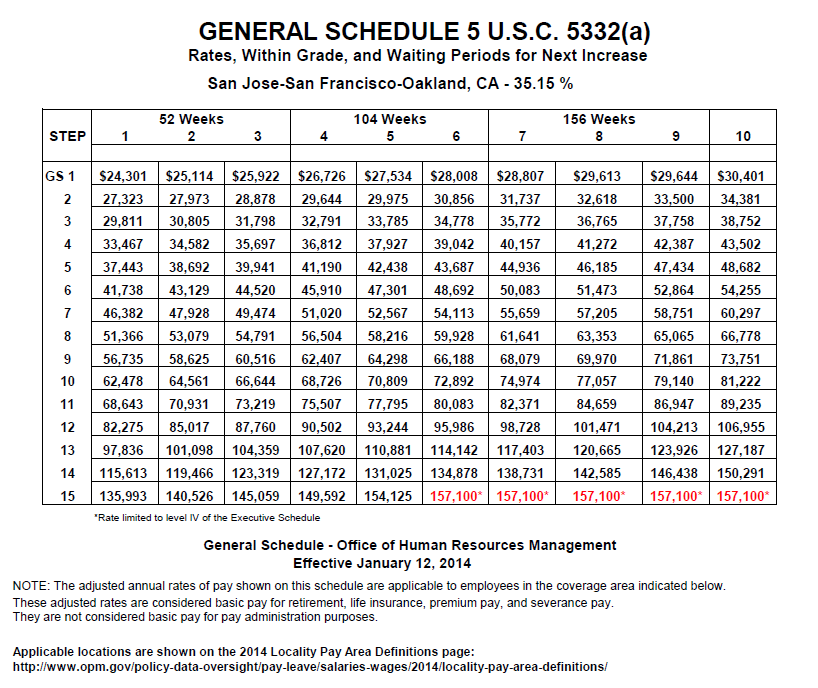 GENERAL SCHEDULE 5 U.S.C. 5332(a)
Rates, Within Grade, and Waiting Periods for Next Increase
San Jose-San Francisco-Oakland, CA - 35.15 %
52 Weeks 104 Weeks 156 Weeks
STEP 1 2 3 4 5 6 7 8 9 10
GS 1 $24,301 $25,114 $25,922 $26,726 $27,534 $28,008 $28,807 $29,613 $29,644 $30,401
2 27,323 27,973 28,878 29,644 29,975 30,856 31,737 32,618 33,500 34,381
3 29,811 30,805 31,798 32,791 33,785 34,778 35,772 36,765 37,758 38,752
4 33,467 34,582 35,697 36,812 37,927 39,042 40,157 41,272 42,387 43,502
5 37,443 38,692 39,941 41,190 42,438 43,687 44,936 46,185 47,434 48,682
6 41,738 43,129 44,520 45,910 47,301 48,692 50,083 51,473 52,864 54,255
7 46,382 47,928 49,474 51,020 52,567 54,113 55,659 57,205 58,751 60,297
8 51,366 53,079 54,791 56,504 58,216 59,928 61,641 63,353 65,065 66,778
9 56,735 58,625 60,516 62,407 64,298 66,188 68,079 69,970 71,861 73,751
10 62,478 64,561 66,644 68,726 70,809 72,892 74,974 77,057 79,140 81,222
11 68,643 70,931 73,219 75,507 77,795 80,083 82,371 84,659 86,947 89,235
12 82,275 85,017 87,760 90,502 93,244 95,986 98,728 101,471 104,213 106,955
13 97,836 101,098 104,359 107,620 110,881 114,142 117,403 120,665 123,926 127,187
14 115,613 119,466 123,319 127,172 131,025 134,878 138,731 142,585 146,438 150,291
15 135,993 140,526 145,059 149,592 154,125 157,100* 157,100* 157,100* 157,100* 157,100*
*Rate limited to level IV of the Executive Schedule
General Schedule - Office of Human Resources Management
Effective January 12, 2014
NOTE: The adjusted annual rates of pay shown on this schedule are applicable to employees in the coverage area indicated below.
These adjusted rates are considered basic pay for retirement, life insurance, premium pay, and severance pay.
They are not considered basic pay for pay administration purposes.
Applicable locations are shown on the 2014 Locality Pay Area Definitions page:
http://www.opm.gov/policy-data-oversight/pay-leave/salaries-wages/2014/locality-pay-area-definitions/